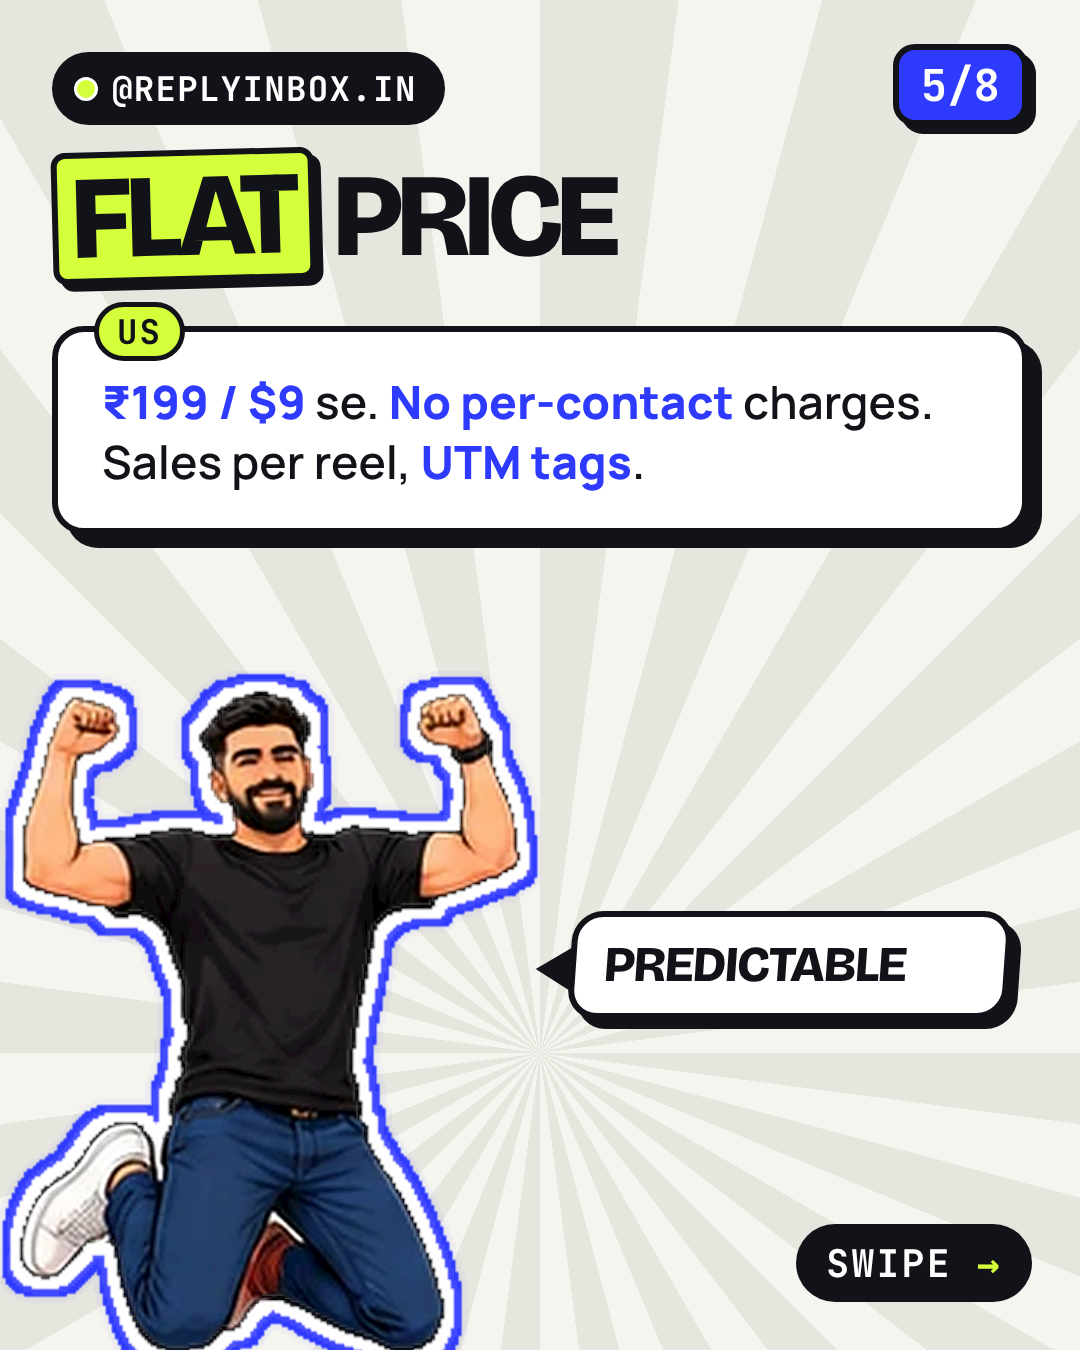 @REPLYINBOX.IN
5/8
FLAT PRICE
US
₹199 / $9 se. No per-contact charges.
Sales per reel, UTM tags.
PREDICTABLE
SWIPE →